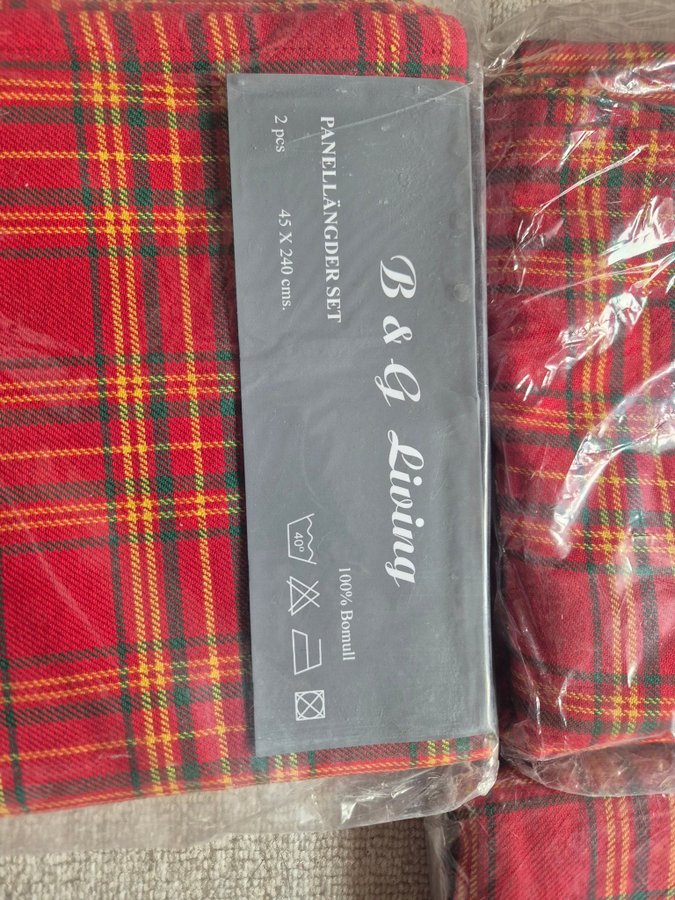 B & G Living
PANELLÄNGDER SET
2 pcs 45 X 240 cms.
100% Bomull
40°